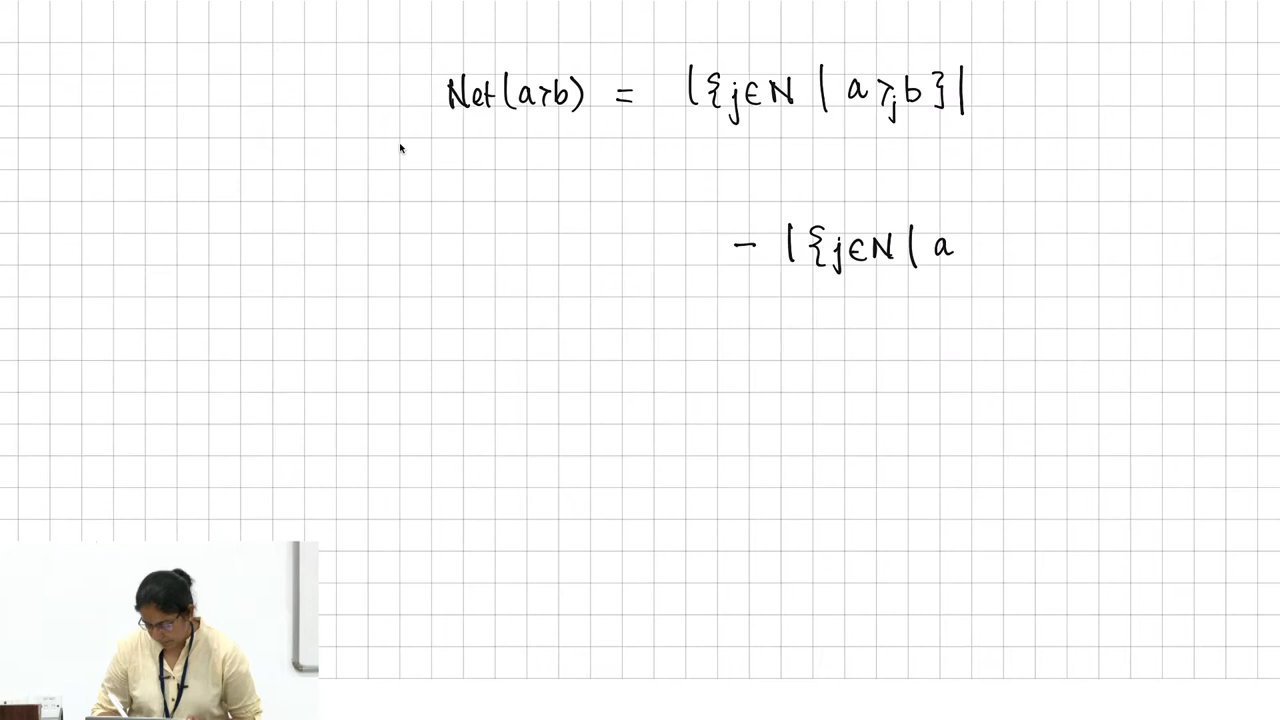 Net(a≻b) = |{j∈N | a ≻_j b}|
- |{j∈N | a